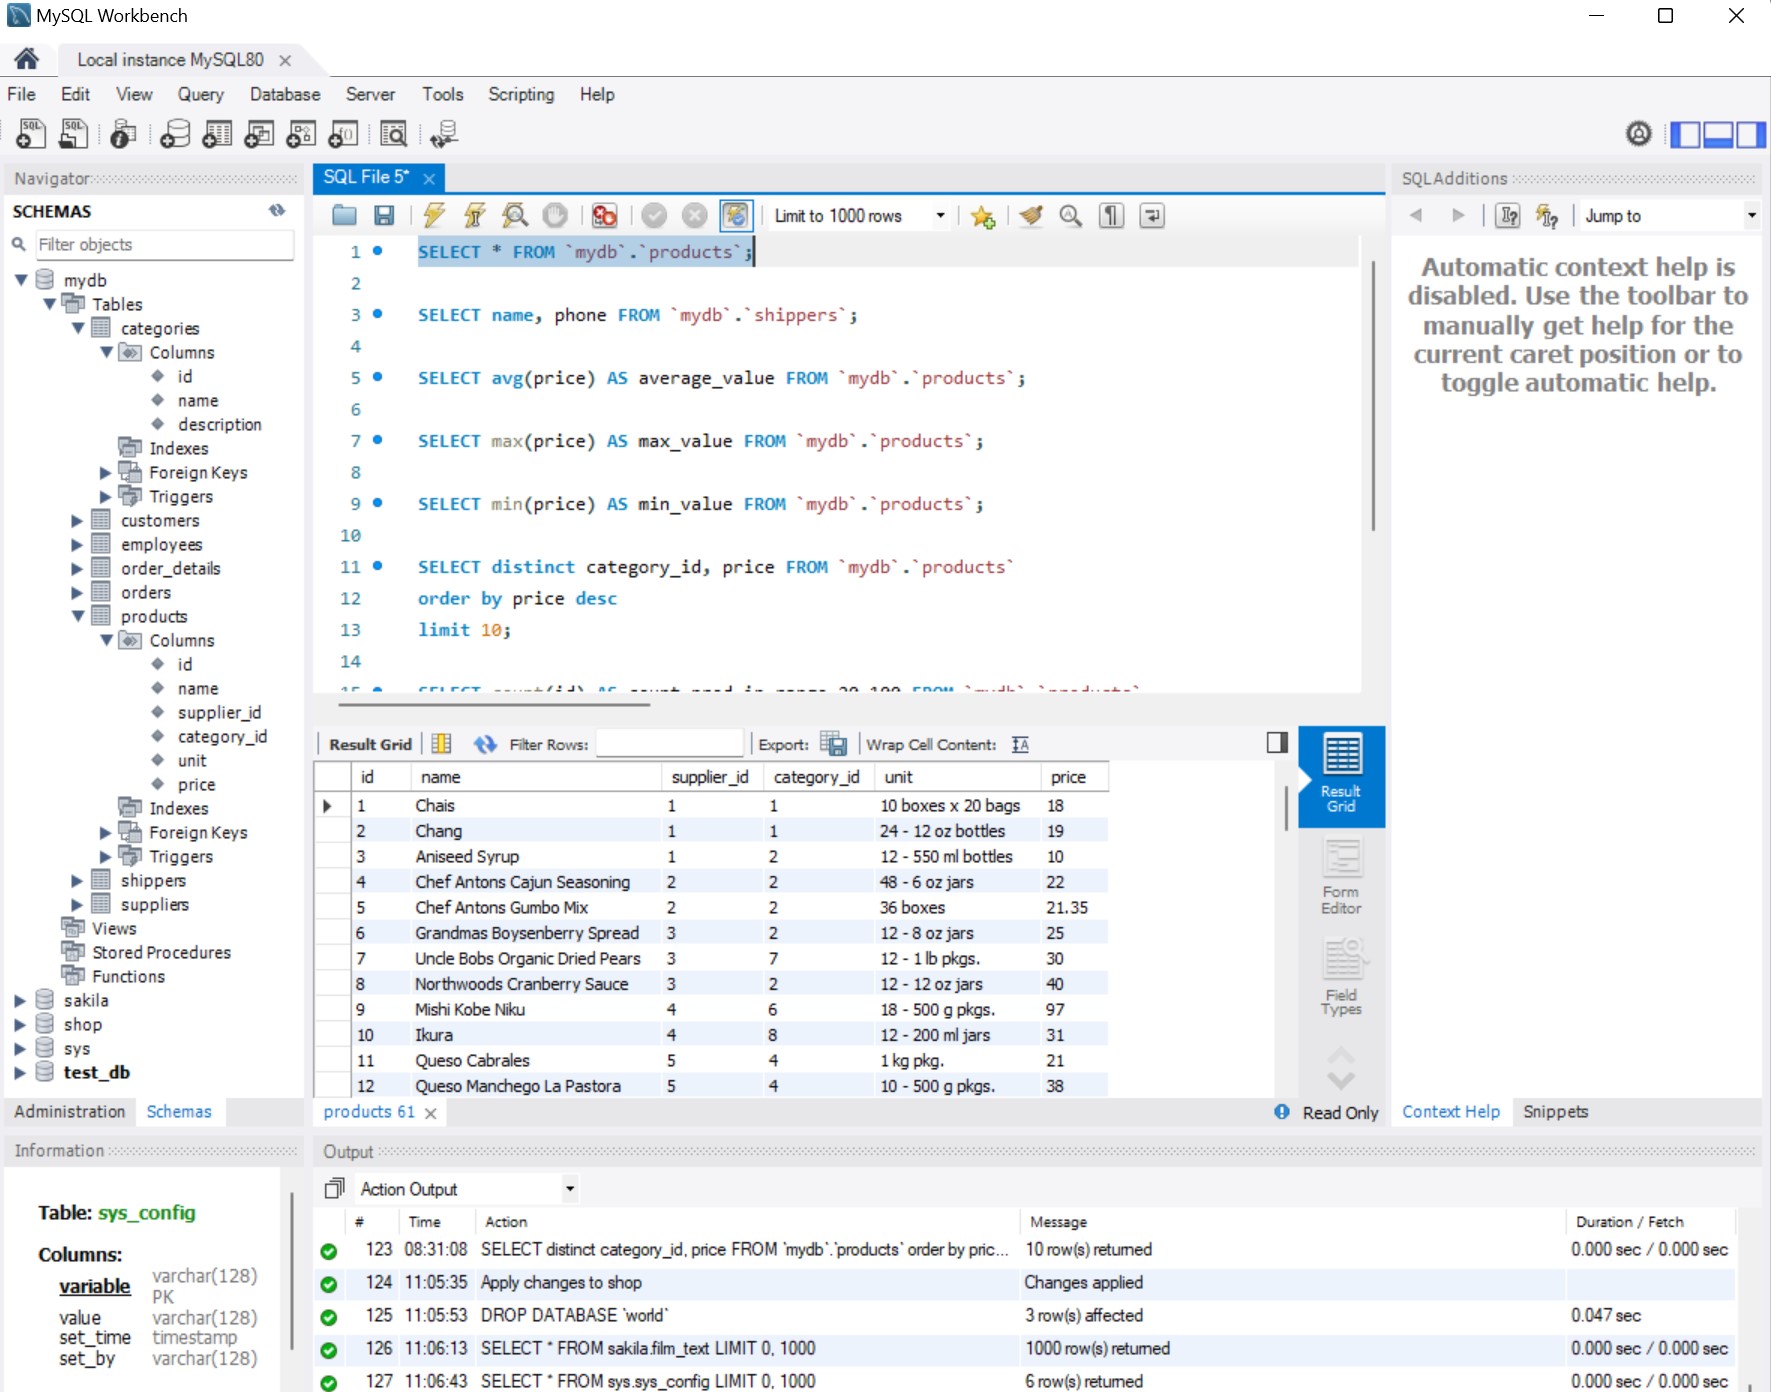 MySQL Workbench
Local instance MySQL80
File Edit View Query Database Server Tools Scripting Help
Navigator
SCHEMAS
Filter objects
mydb
Tables
categories
Columns
id
name
description
Indexes
Foreign Keys
Triggers
customers
employees
order_details
orders
products
Columns
id
name
supplier_id
category_id
unit
price
Indexes
Foreign Keys
Triggers
shippers
suppliers
Views
Stored Procedures
Functions
sakila
shop
sys
test_db
Administration Schemas
Information
Table: sys_config
Columns:
variable varchar(128) PK
value varchar(128)
set_time timestamp
set_by varchar(128)
SQL File 5*
Limit to 1000 rows
1 SELECT * FROM `mydb`.`products`;
2
3 SELECT name, phone FROM `mydb`.`shippers`;
4
5 SELECT avg(price) AS average_value FROM `mydb`.`products`;
6
7 SELECT max(price) AS max_value FROM `mydb`.`products`;
8
9 SELECT min(price) AS min_value FROM `mydb`.`products`;
10
11 SELECT distinct category_id, price FROM `mydb`.`products`
12 order by price desc
13 limit 10;
14
15 SELECT count(id) AS count_prod_in_range_20_100 FROM `mydb`.`products`
Result Grid Filter Rows: Export: Wrap Cell Content:
id name supplier_id category_id unit price
1 Chais 1 1 10 boxes x 20 bags 18
2 Chang 1 1 24 - 12 oz bottles 19
3 Aniseed Syrup 1 2 12 - 550 ml bottles 10
4 Chef Antons Cajun Seasoning 2 2 48 - 6 oz jars 22
5 Chef Antons Gumbo Mix 2 2 36 boxes 21.35
6 Grandmas Boysenberry Spread 3 2 12 - 8 oz jars 25
7 Uncle Bobs Organic Dried Pears 3 7 12 - 1 lb pkgs. 30
8 Northwoods Cranberry Sauce 3 2 12 - 12 oz jars 40
9 Mishi Kobe Niku 4 6 18 - 500 g pkgs. 97
10 Ikura 4 8 12 - 200 ml jars 31
11 Queso Cabrales 5 4 1 kg pkg. 21
12 Queso Manchego La Pastora 5 4 10 - 500 g pkgs. 38
Result
Grid
Form
Editor
Field
Types
products 61
Read Only
SQLAdditions
Jump to
Automatic context help is
disabled. Use the toolbar to
manually get help for the
current caret position or to
toggle automatic help.
Context Help Snippets
Output
Action Output
# Time Action Message Duration / Fetch
123 08:31:08 SELECT distinct category_id, price FROM `mydb`.`products` order by pric... 10 row(s) returned 0.000 sec / 0.000 sec
124 11:05:35 Apply changes to shop Changes applied
125 11:05:53 DROP DATABASE `world` 3 row(s) affected 0.047 sec
126 11:06:13 SELECT * FROM sakila.film_text LIMIT 0, 1000 1000 row(s) returned 0.000 sec / 0.000 sec
127 11:06:43 SELECT * FROM sys.sys_config LIMIT 0, 1000 6 row(s) returned 0.000 sec / 0.000 sec